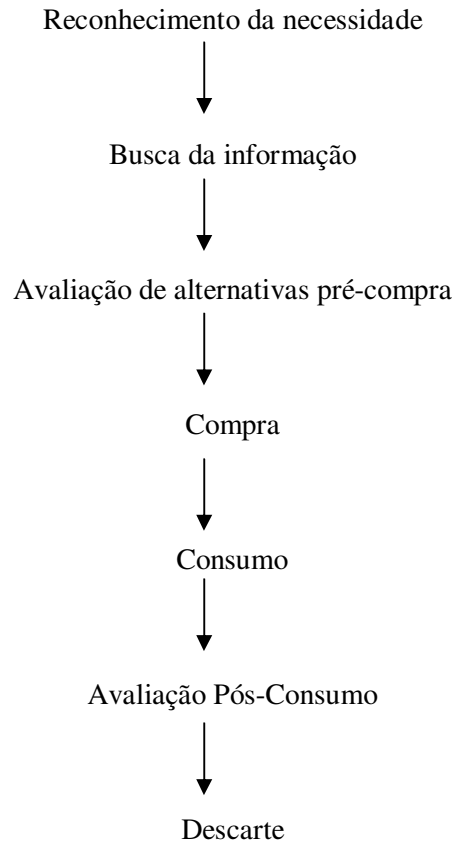 Reconhecimento da necessidade
Busca da informação
Avaliação de alternativas pré-compra
Compra
Consumo
Avaliação Pós-Consumo
Descarte